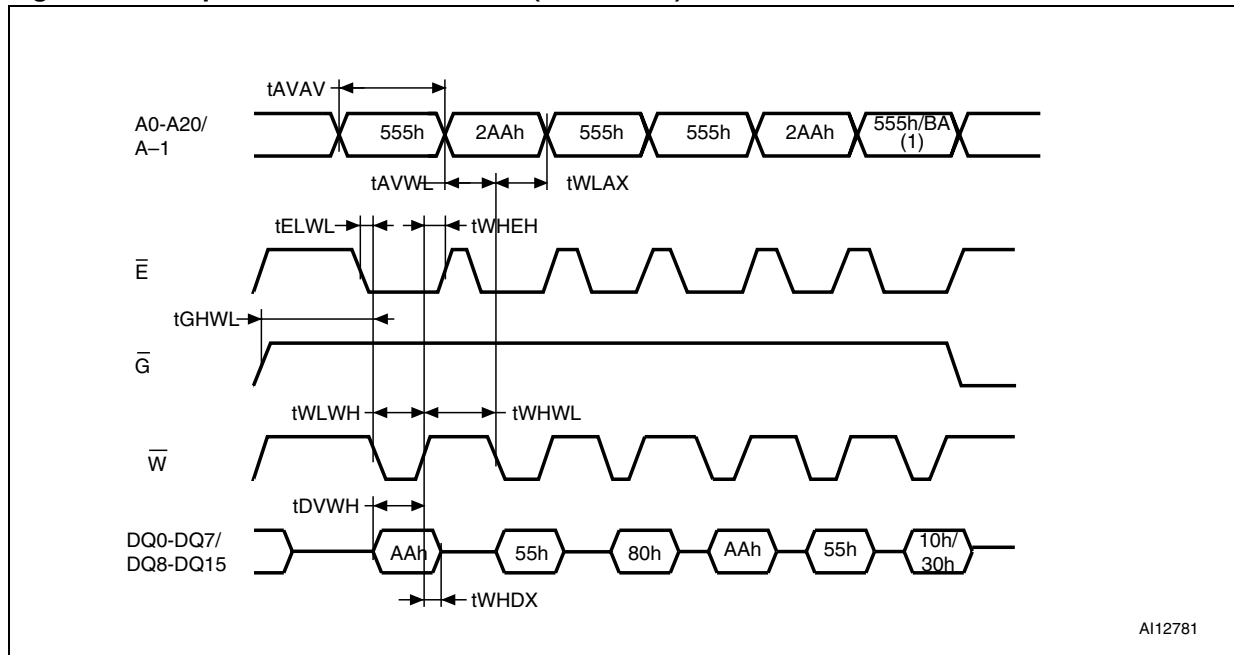 tAVAV
A0-A20/
A–1
555h
2AAh
555h
555h
2AAh
555h/BA
(1)
tAVWL
tWLAX
tELWL
tWHEH
E̅
tGHWL
G̅
tWLWH
tWHWL
W̅
tDVWH
DQ0-DQ7/
DQ8-DQ15
AAh
55h
80h
AAh
55h
10h/
30h
tWHDX
AI12781